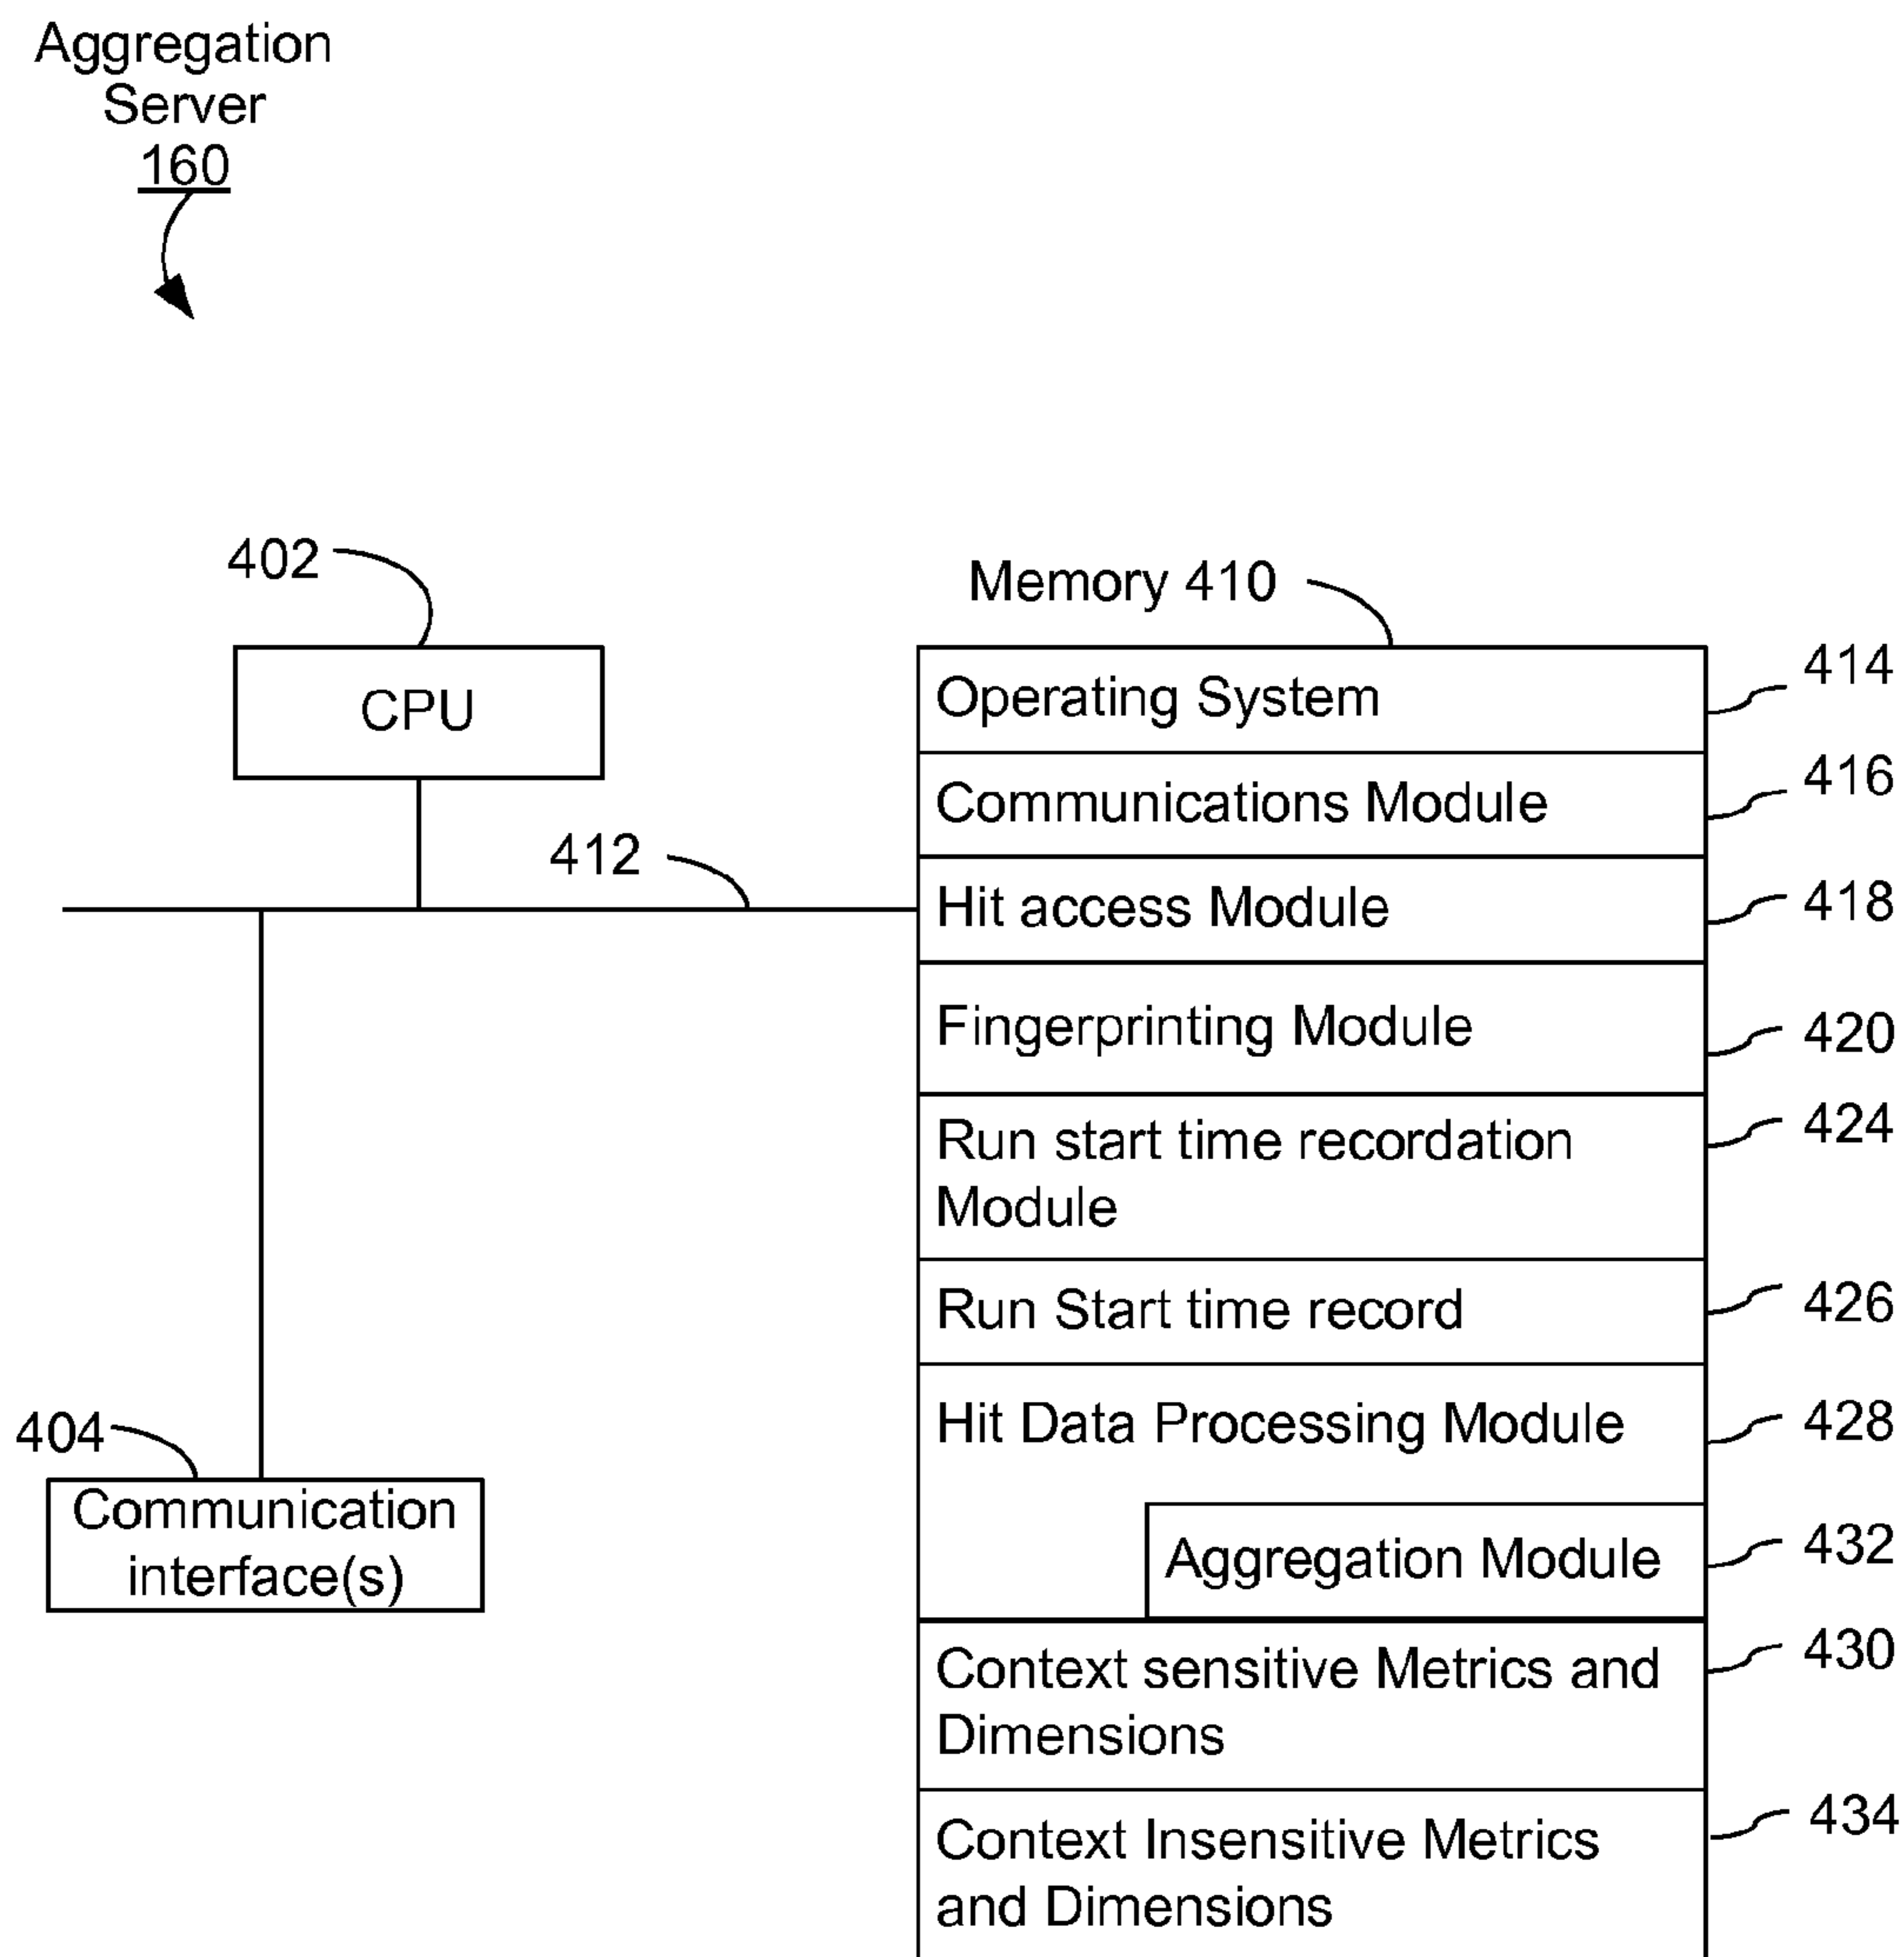 Aggregation
Server
160
402
CPU
412
404
Communication
interface(s)
Memory 410
Operating System
414
Communications Module
416
Hit access Module
418
Fingerprinting Module
420
Run start time recordation
Module
424
Run Start time record
426
Hit Data Processing Module
428
Aggregation Module
432
Context sensitive Metrics and
Dimensions
430
Context Insensitive Metrics
and Dimensions
434